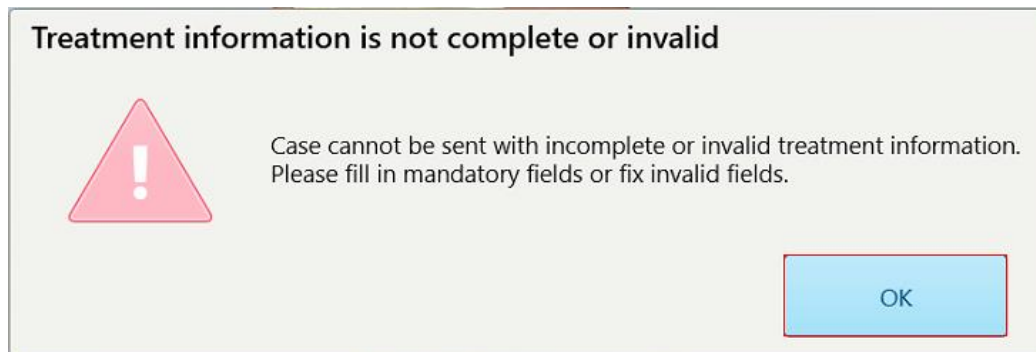 Treatment information is not complete or invalid
Case cannot be sent with incomplete or invalid treatment information.
Please fill in mandatory fields or fix invalid fields.
OK